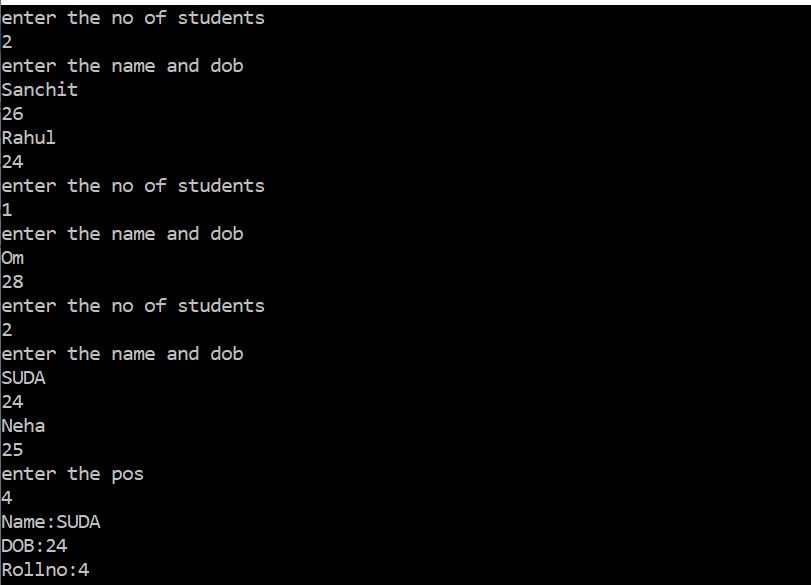 enter the no of students
2
enter the name and dob
Sanchit
26
Rahul
24
enter the no of students
1
enter the name and dob
Om
28
enter the no of students
2
enter the name and dob
SUDA
24
Neha
25
enter the pos
4
Name:SUDA
DOB:24
Rollno:4